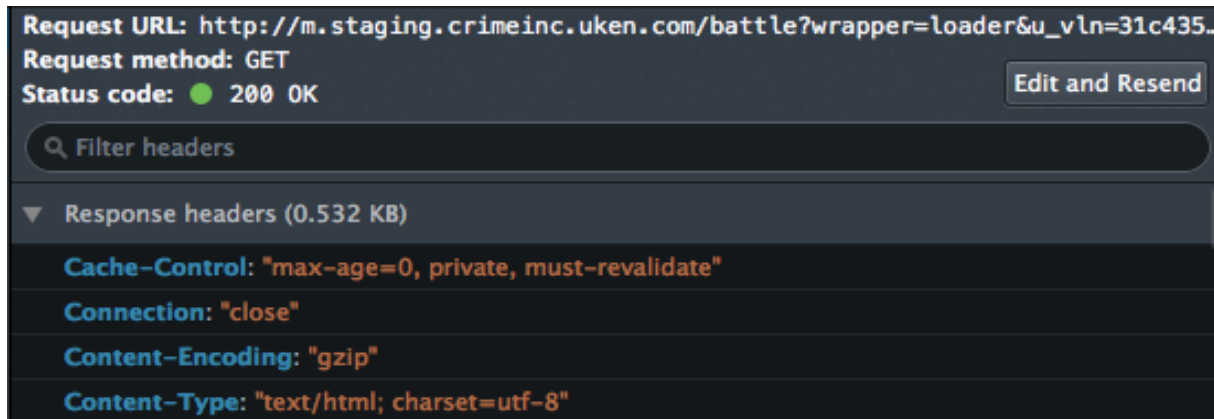 Request URL: http://m.staging.crimeinc.uken.com/battle?wrapper=loader&u_vln=31c435…
Request method: GET
Status code: 200 OK
Edit and Resend
Filter headers
Response headers (0.532 KB)
Cache-Control: "max-age=0, private, must-revalidate"
Connection: "close"
Content-Encoding: "gzip"
Content-Type: "text/html; charset=utf-8"